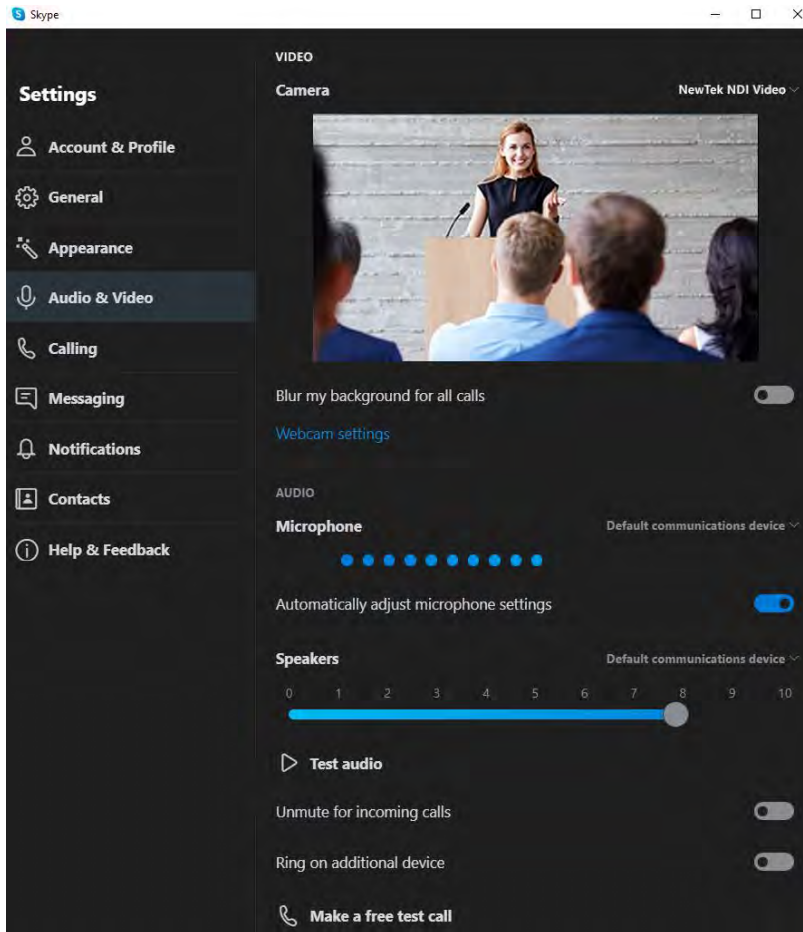 Skype
Settings
Account & Profile
General
Appearance
Audio & Video
Calling
Messaging
Notifications
Contacts
Help & Feedback
VIDEO
Camera NewTek NDI Video
Blur my background for all calls
Webcam settings
AUDIO
Microphone Default communications device
Automatically adjust microphone settings
Speakers Default communications device
0 1 2 3 4 5 6 7 8 9 10
Test audio
Unmute for incoming calls
Ring on additional device
Make a free test call